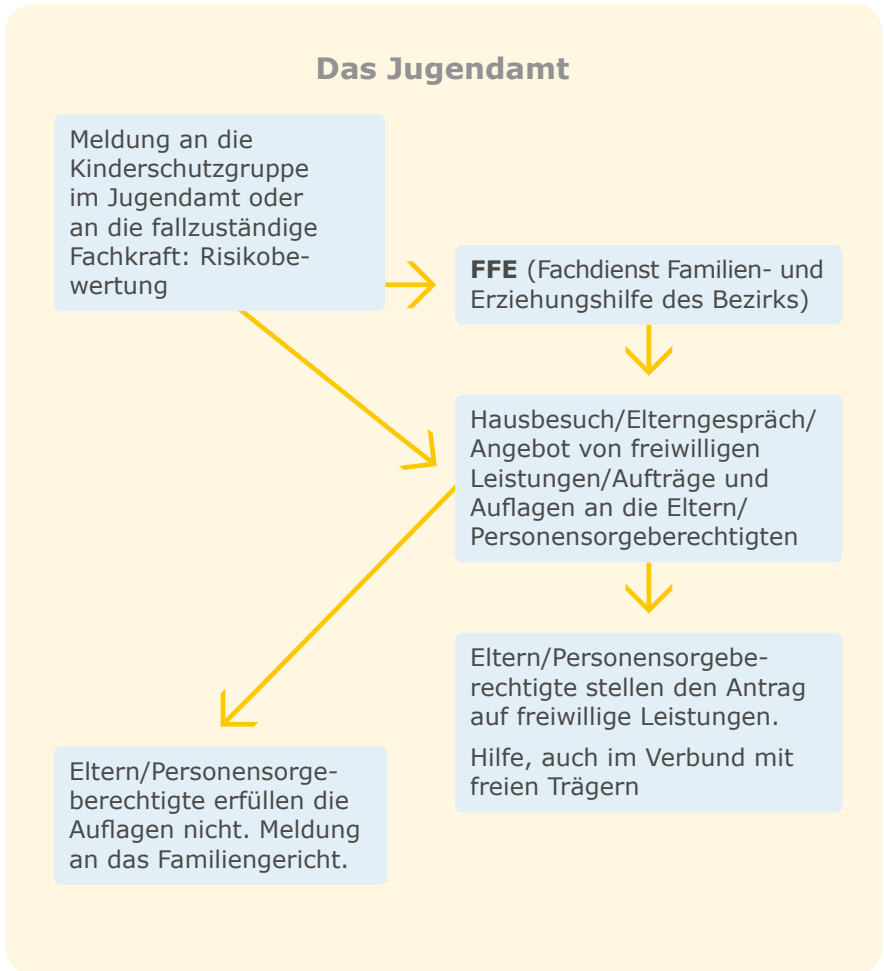 Das Jugendamt
Meldung an die
Kinderschutzgruppe
im Jugendamt oder
an die fallzuständige
Fachkraft: Risikobe-
wertung
FFE (Fachdienst Familien- und
Erziehungshilfe des Bezirks)
Hausbesuch/Elterngespräch/
Angebot von freiwilligen
Leistungen/Aufträge und
Auflagen an die Eltern/
Personensorgeberechtigten
Eltern/Personensorgebe-
rechtigte stellen den Antrag
auf freiwillige Leistungen.
Hilfe, auch im Verbund mit
freien Trägern
Eltern/Personensorge-
berechtigte erfüllen die
Auflagen nicht. Meldung
an das Familiengericht.